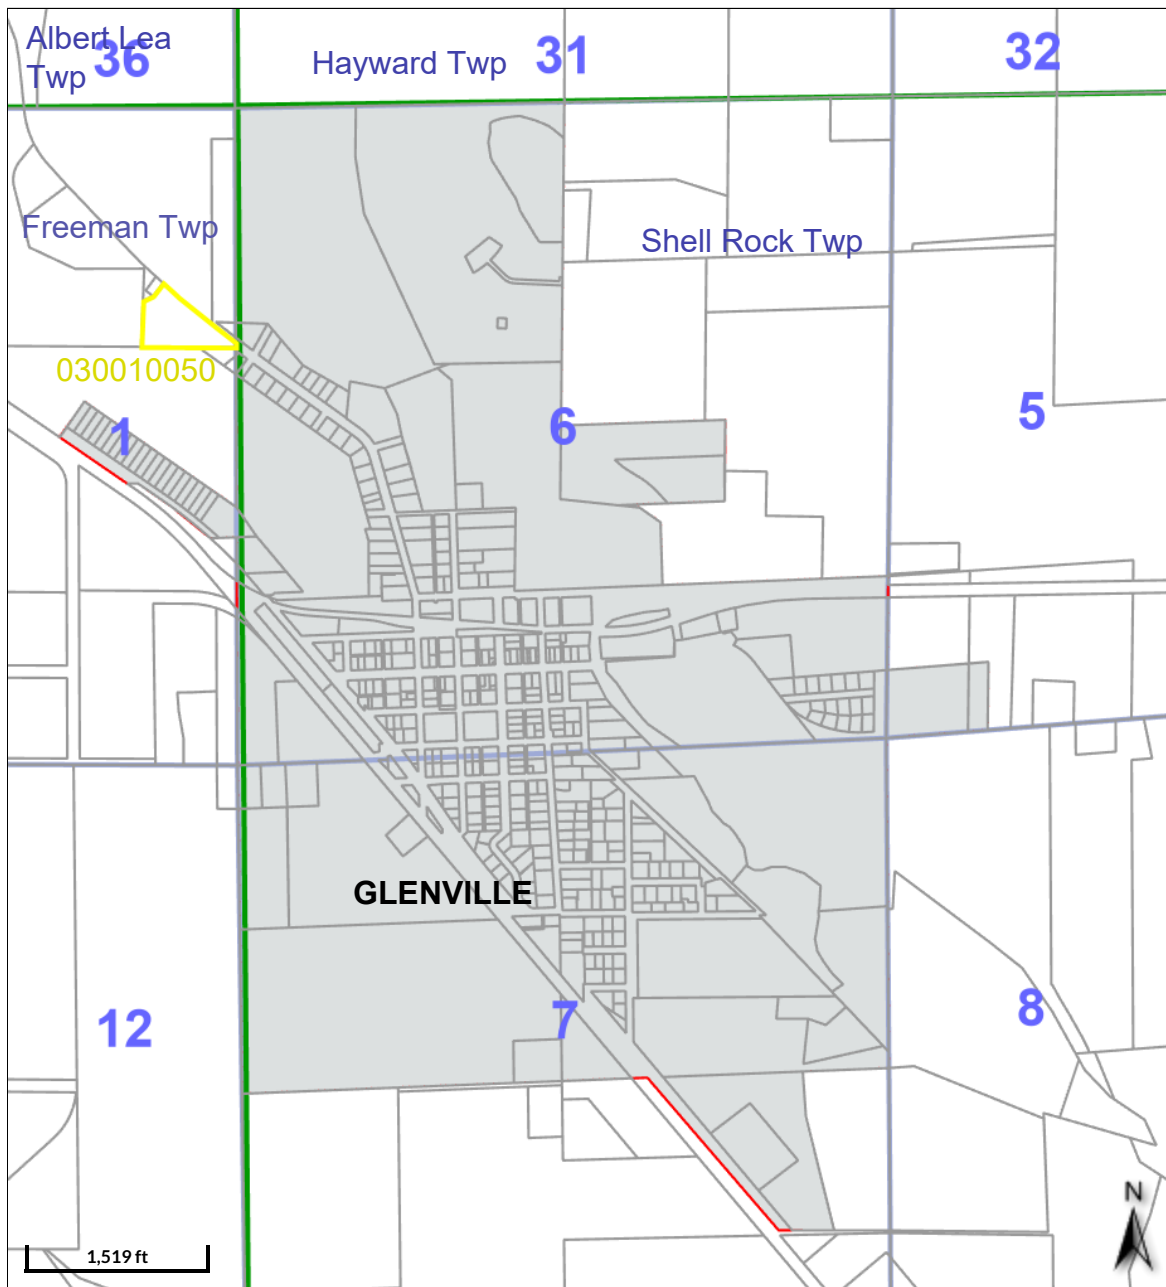 Albert Lea
Twp
36
Hayward Twp
31
32
Freeman Twp
Shell Rock Twp
030010050
1
6
5
GLENVILLE
12
7
8
N
1,519 ft